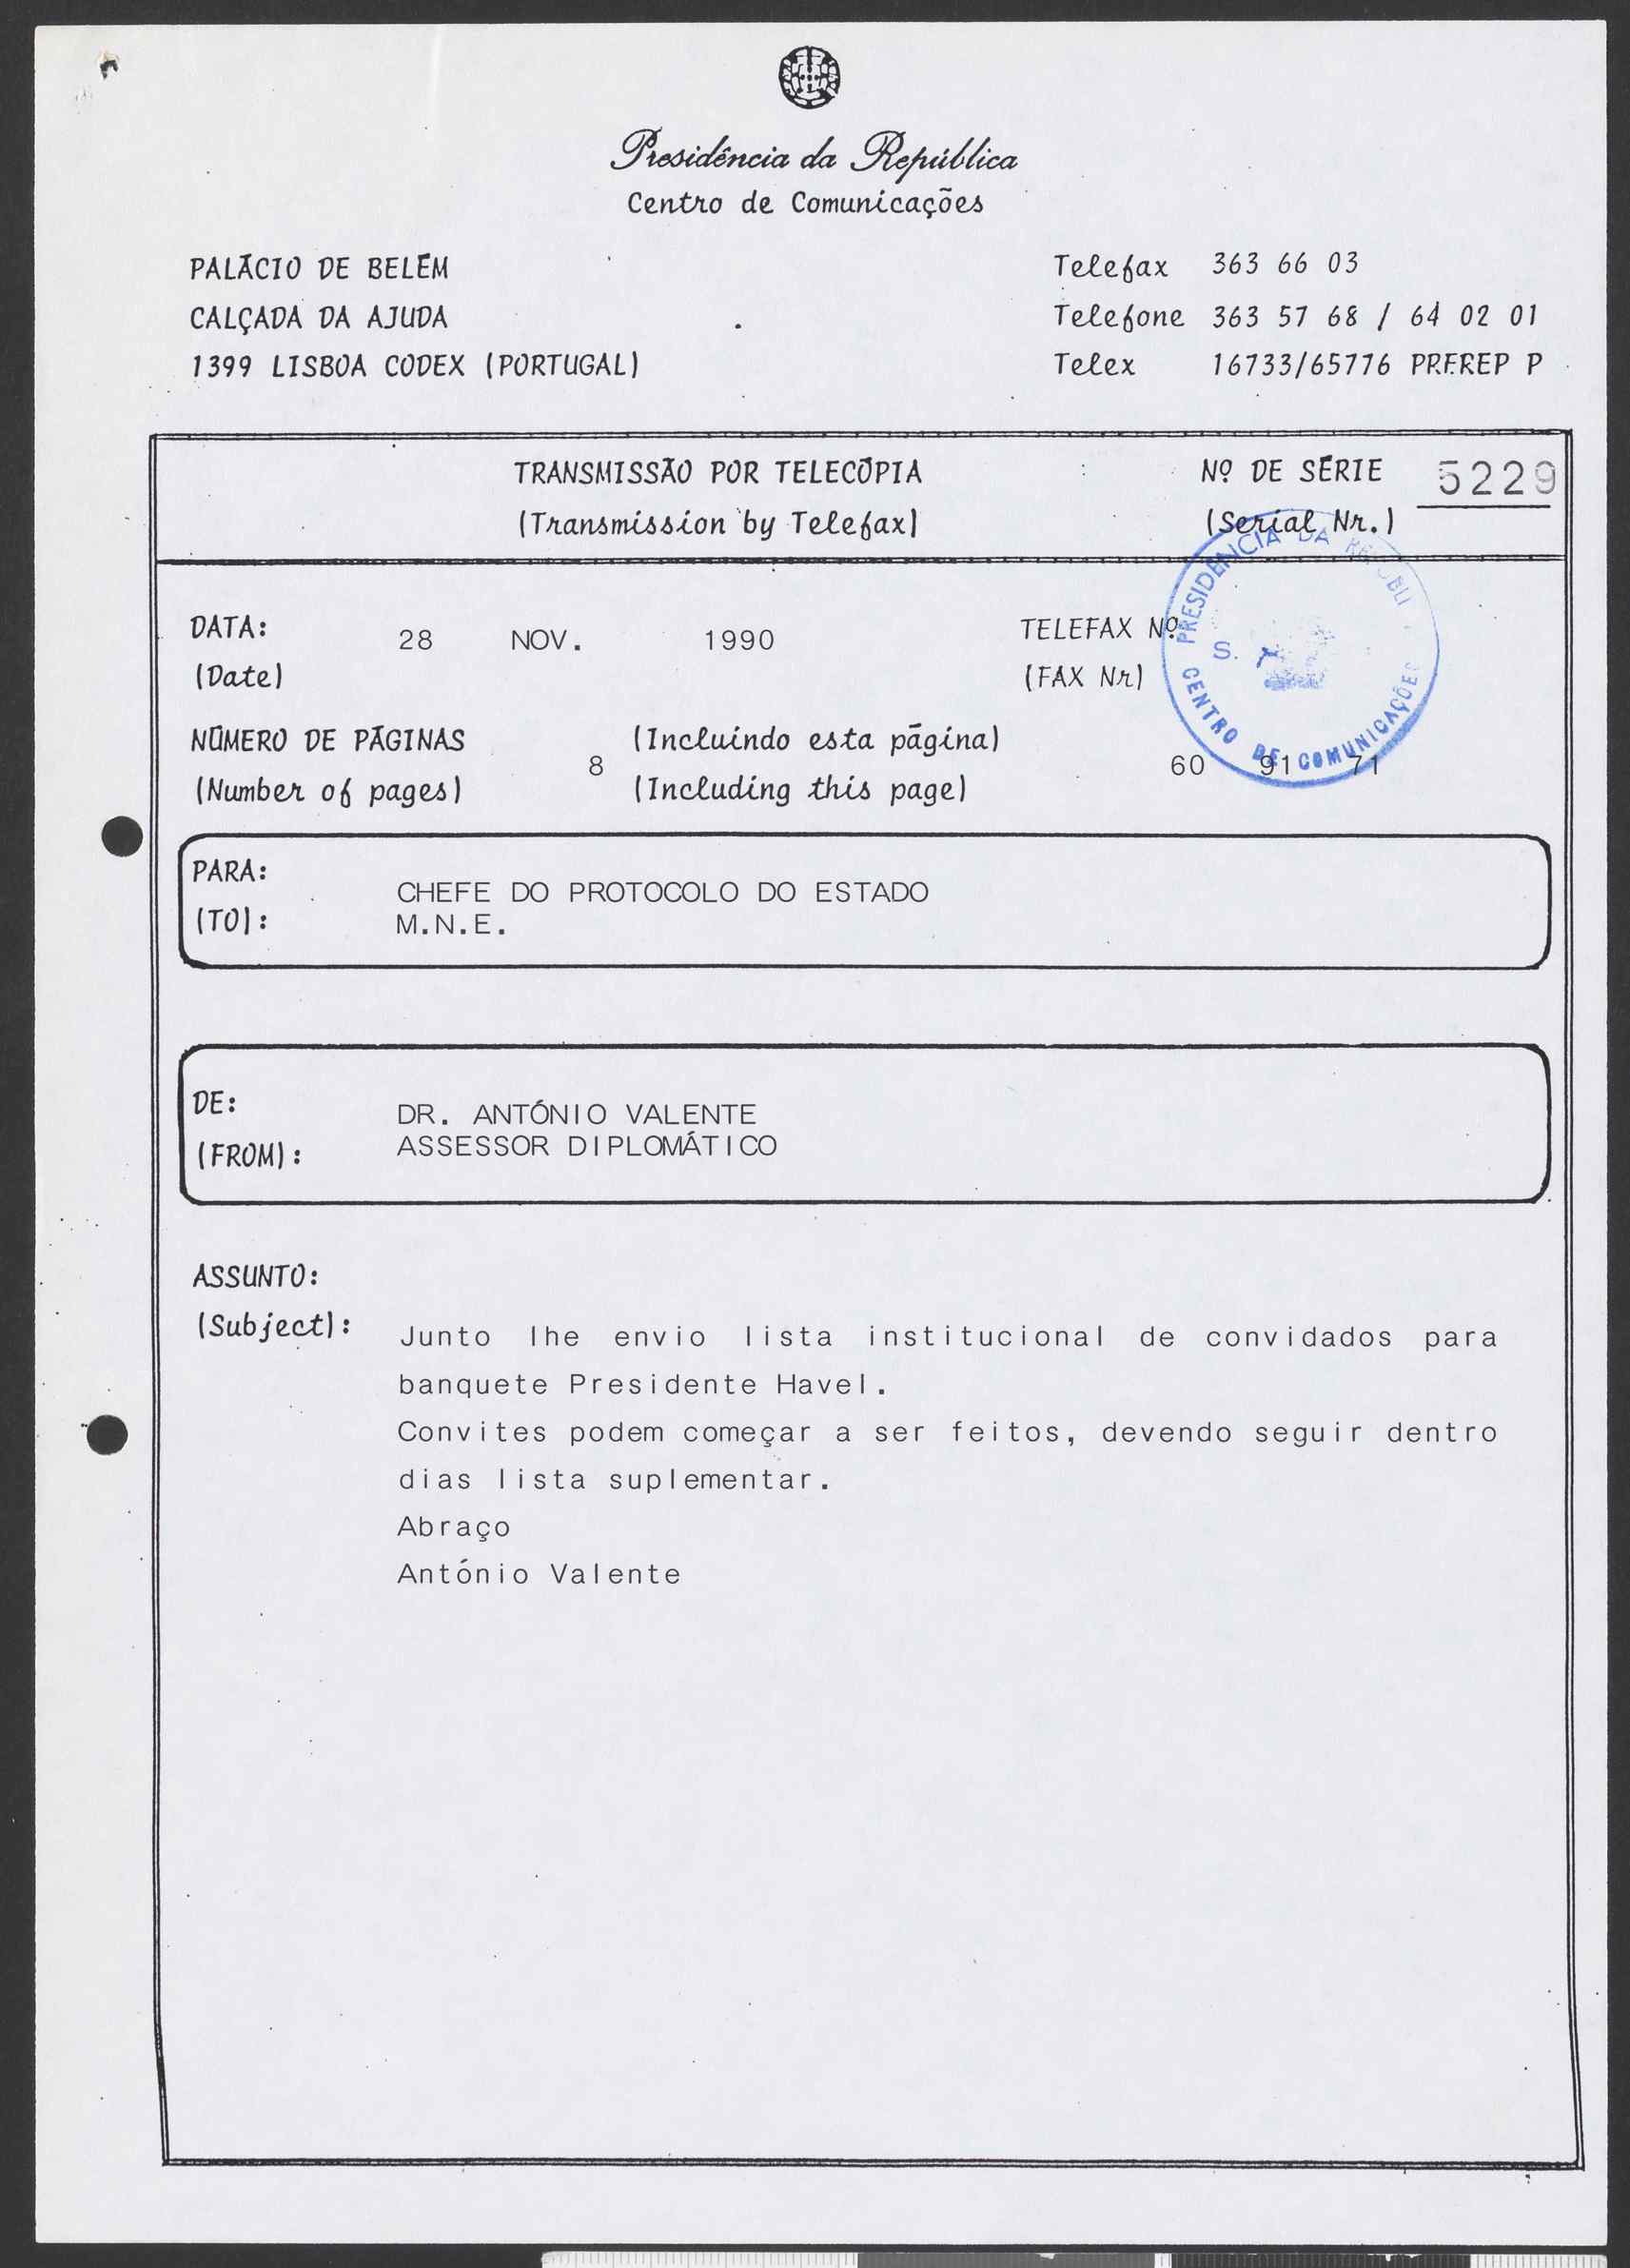 Presidência da República
Centro de Comunicações
PALÁCIO DE BELÉM
CALÇADA DA AJUDA
1399 LISBOA CODEX (PORTUGAL)
Telefax 363 66 03
Telefone 363 57 68 / 64 02 01
Telex 16733/65776 PREREP P
TRANSMISSÃO POR TELECÓPIA
(Transmission by Telefax)
Nº DE SÉRIE 5229
(Serial Nr.)
DATA: 28 NOV. 1990
(Date)
TELEFAX Nº
(FAX Nr)
PRESIDÊNCIA DA
S.
CENTRO DE COMUNICAÇÕES
NÚMERO DE PÁGINAS 8 (Incluindo esta página)
(Number of pages) (Including this page)
60 91 71
PARA:
(TO):
CHEFE DO PROTOCOLO DO ESTADO
M.N.E.
DE:
(FROM):
DR. ANTÓNIO VALENTE
ASSESSOR DIPLOMÁTICO
ASSUNTO:
(Subject):
Junto lhe envio lista institucional de convidados para
banquete Presidente Havel.
Convites podem começar a ser feitos, devendo seguir dentro
dias lista suplementar.
Abraço
António Valente